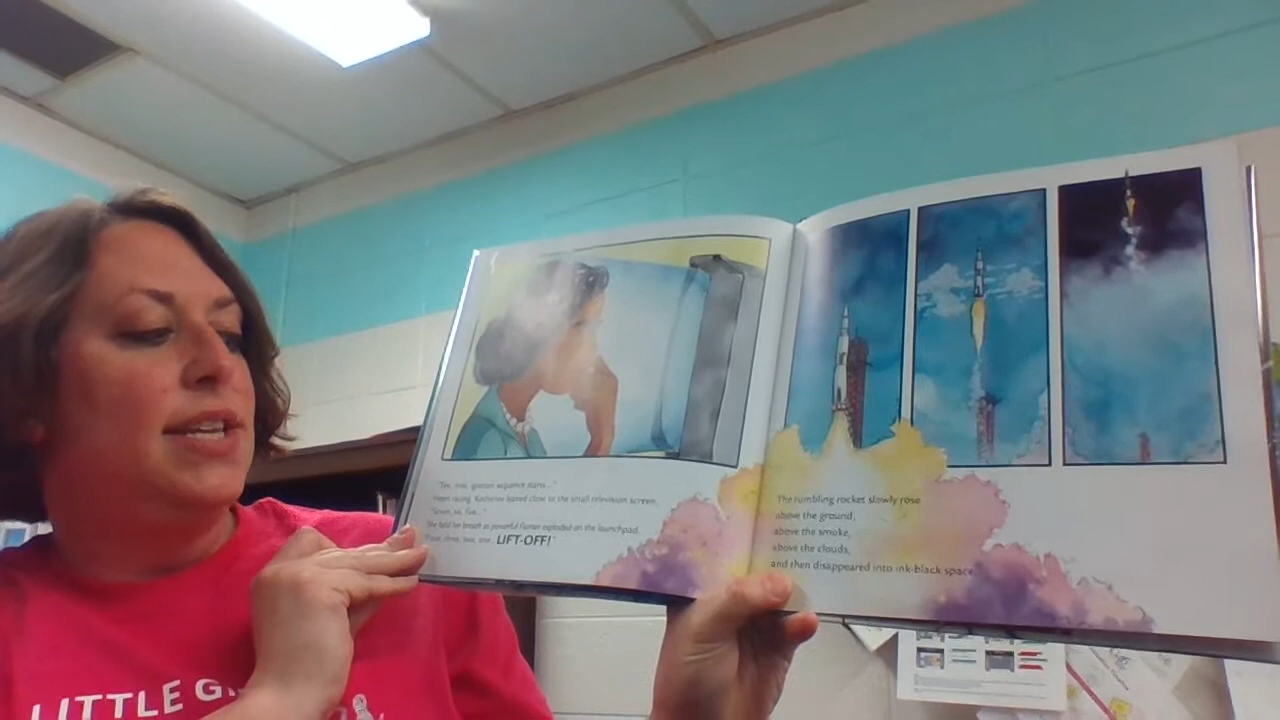 "Ten, nine, ignition sequence starts..."
Heart racing, Katherine leaned close to the small television screen.
"Seven, six, five..."
She held her breath as powerful flames exploded on the launchpad.
"Four, three, two, one. LIFT-OFF!"
The rumbling rocket slowly rose
above the ground,
above the smoke,
above the clouds,
and then disappeared into ink-black space.
LITTLE G